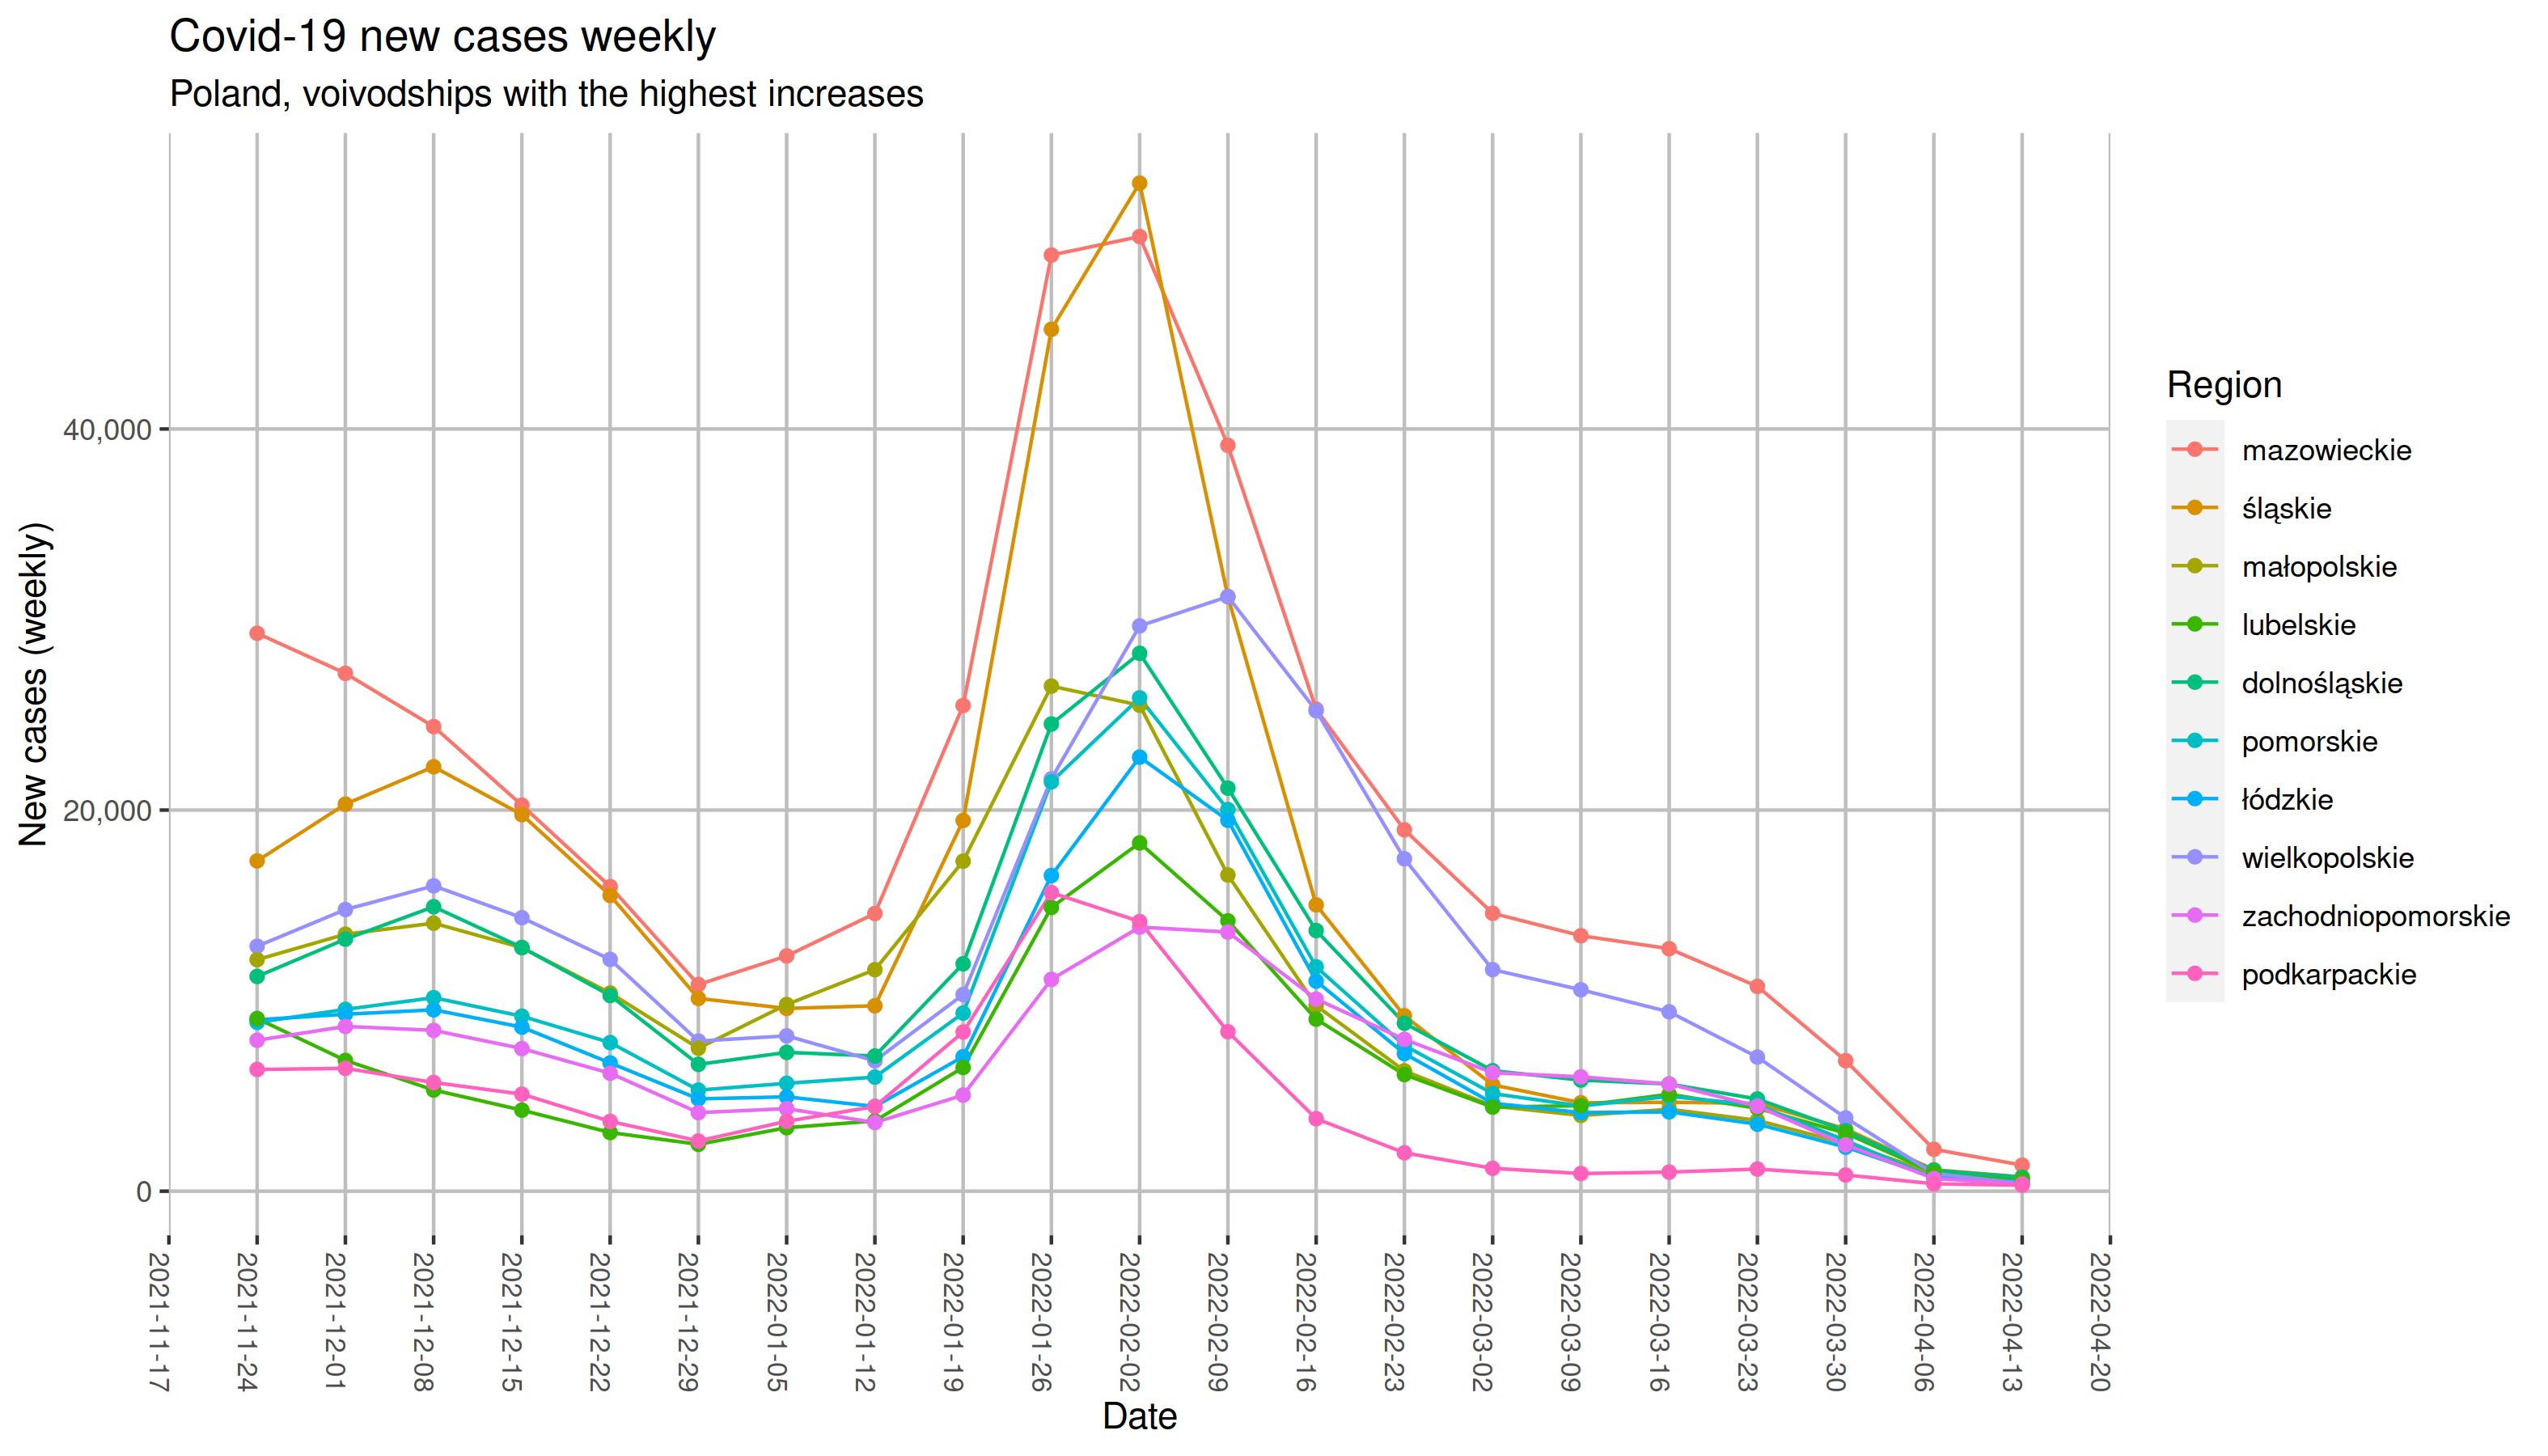 Covid-19 new cases weekly
Poland, voivodships with the highest increases
New cases (weekly)
40,000
20,000
0
2021-11-17
2021-11-24
2021-12-01
2021-12-08
2021-12-15
2021-12-22
2021-12-29
2022-01-05
2022-01-12
2022-01-19
2022-01-26
2022-02-02
2022-02-09
2022-02-16
2022-02-23
2022-03-02
2022-03-09
2022-03-16
2022-03-23
2022-03-30
2022-04-06
2022-04-13
2022-04-20
Date
Region
mazowieckie
śląskie
małopolskie
lubelskie
dolnośląskie
pomorskie
łódzkie
wielkopolskie
zachodniopomorskie
podkarpackie